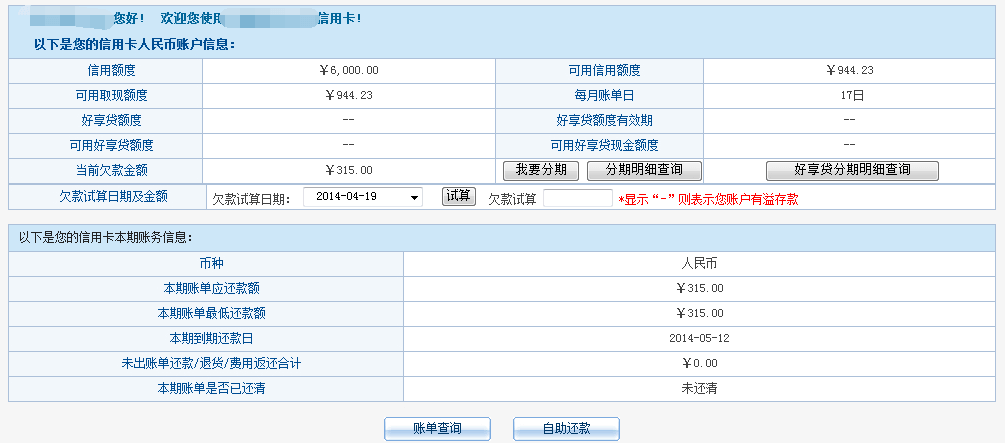 您好! 欢迎您使用 信用卡!
以下是您的信用卡人民币账户信息:
信用额度 ￥6,000.00 可用信用额度 ￥944.23
可用取现额度 ￥944.23 每月账单日 17日
好享贷额度 -- 好享贷额度有效期 --
可用好享贷额度 -- 可用好享贷现金额度 --
当前欠款金额 ￥315.00 我要分期 分期明细查询 好享贷分期明细查询
欠款试算日期及金额 欠款试算日期: 2014-04-19 试算 欠款试算 *显示“-”则表示您账户有溢存款
以下是您的信用卡本期账务信息:
币种 人民币
本期账单应还款额 ￥315.00
本期账单最低还款额 ￥315.00
本期到期还款日 2014-05-12
未出账单还款/退货/费用返还合计 ￥0.00
本期账单是否已还清 未还清
账单查询 自助还款